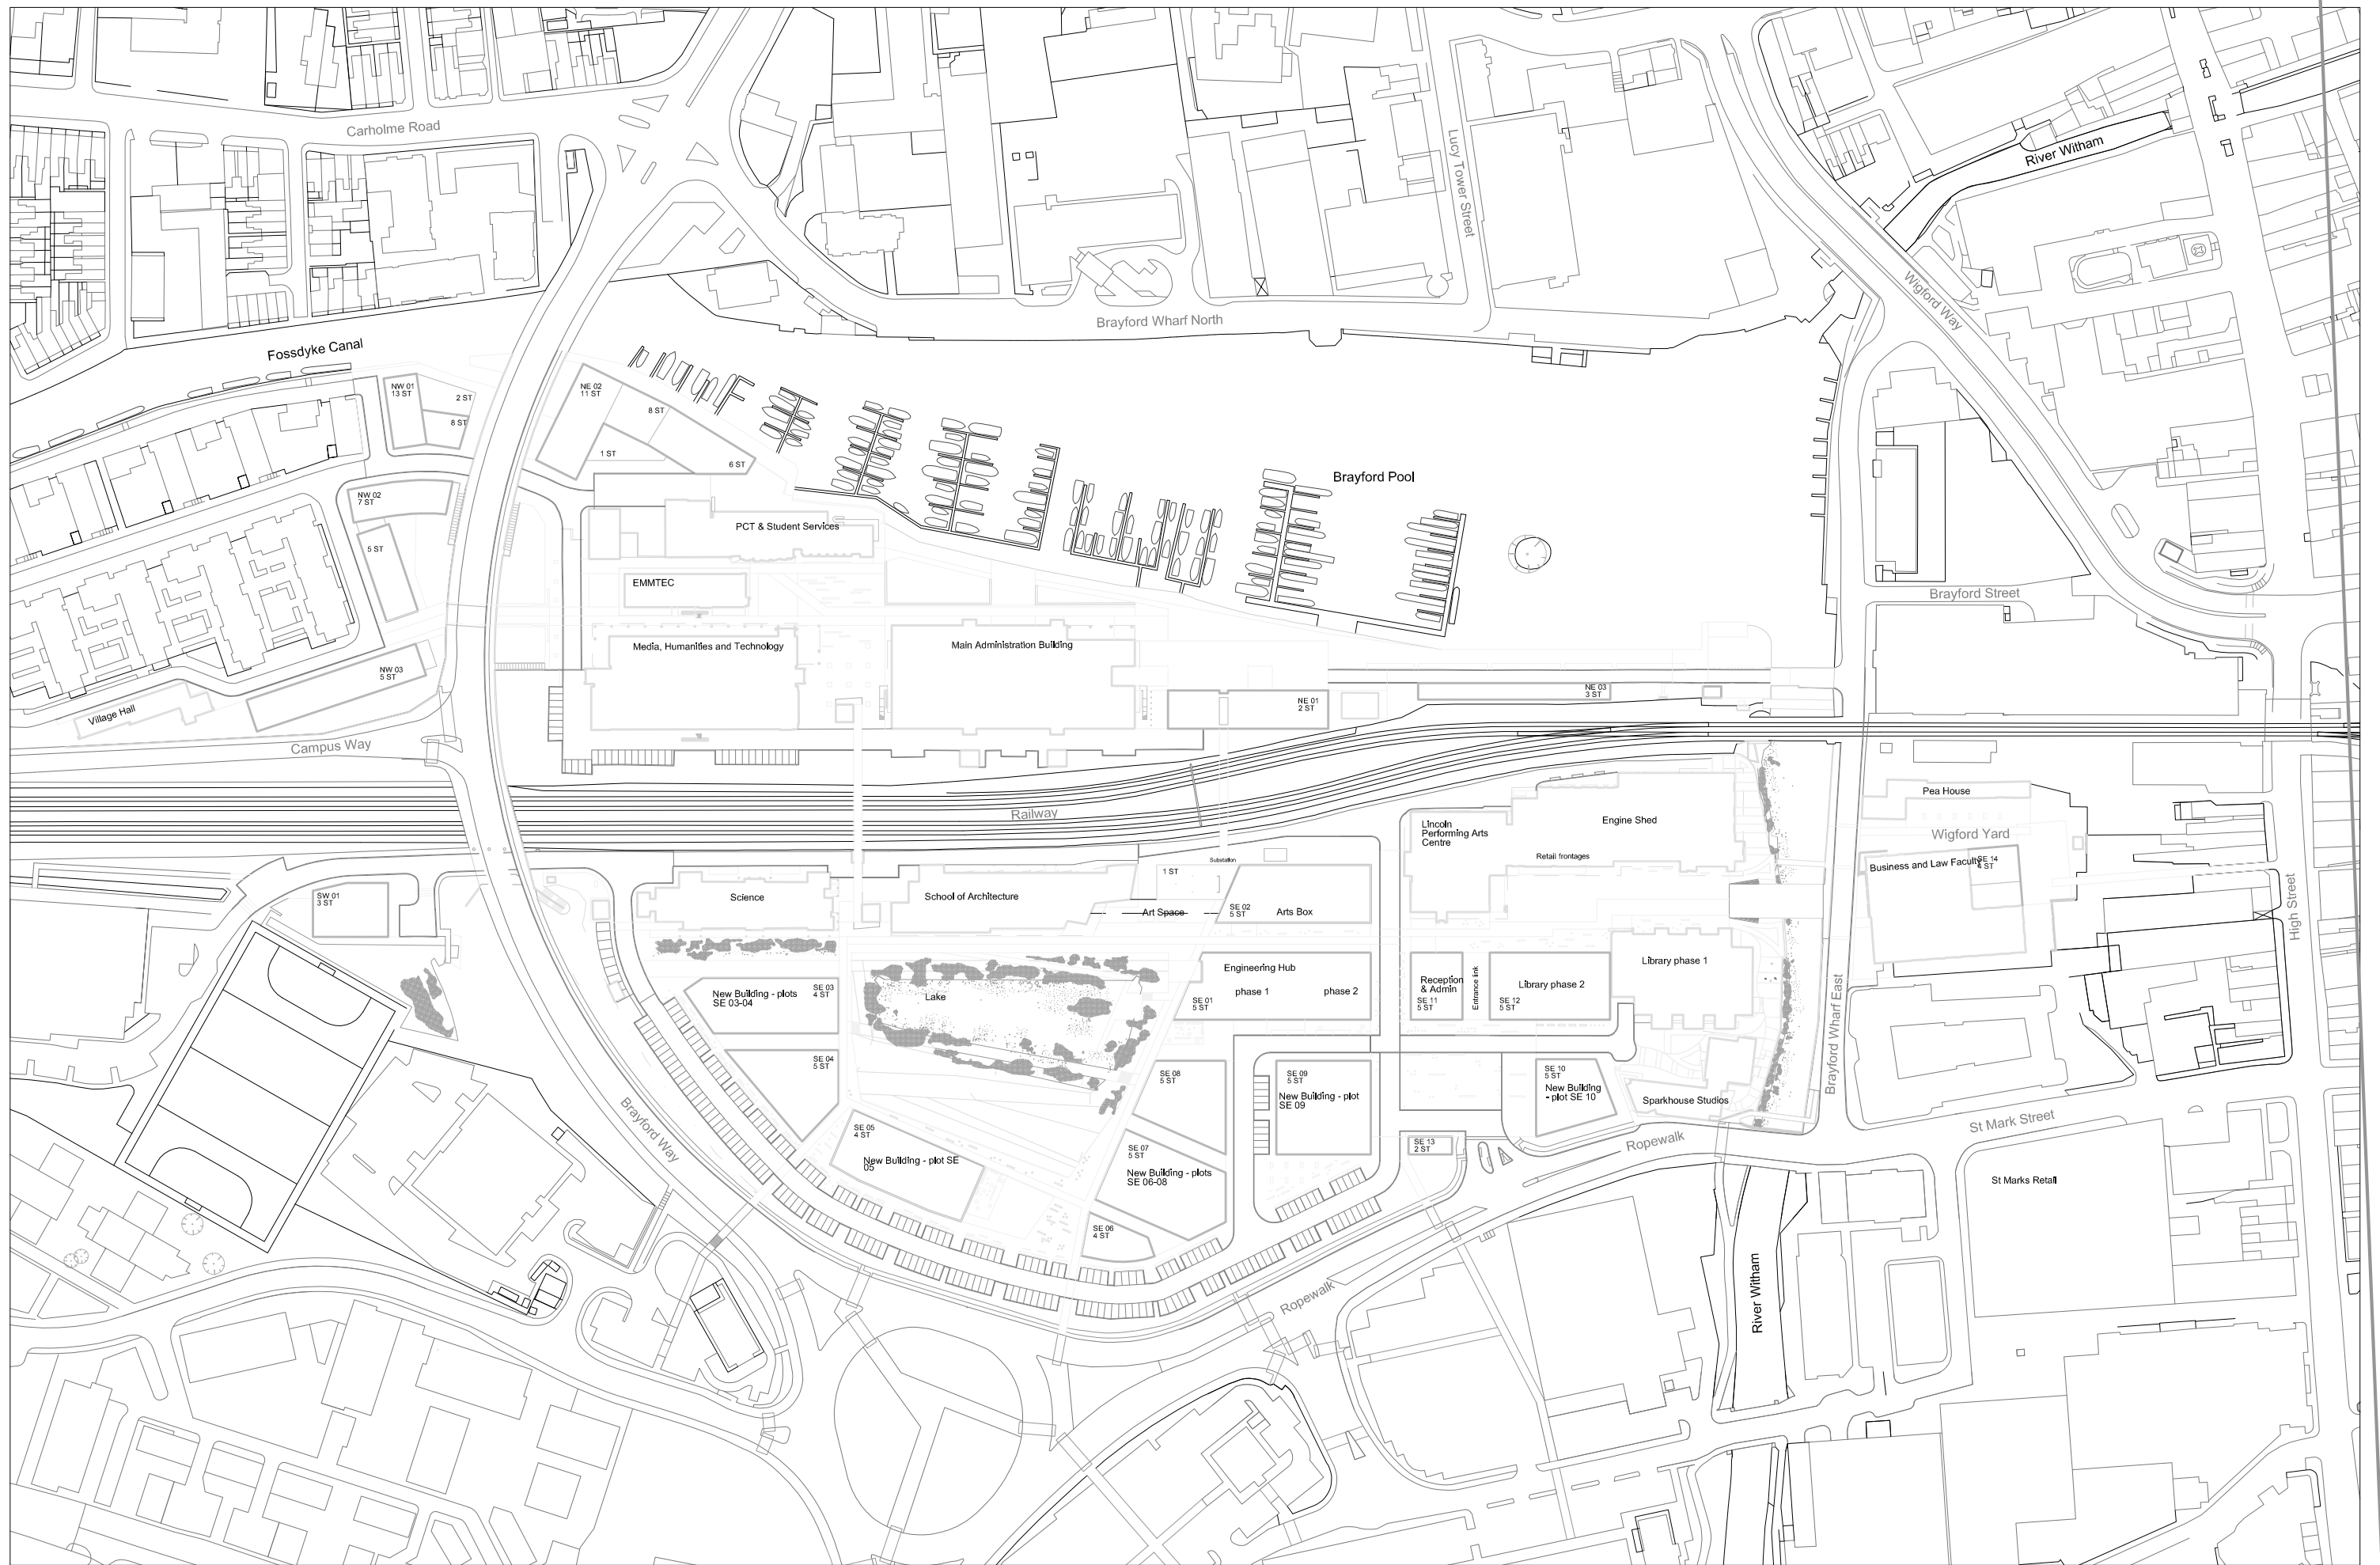 Carholme Road
Lucy Tower Street
River Witham
Wigford Way
Brayford Wharf North
Fossdyke Canal
NW 01
13 ST
2 ST
8 ST
NE 02
11 ST
8 ST
1 ST
6 ST
Brayford Pool
NW 02
7 ST
5 ST
PCT & Student Services
EMMTEC
Brayford Street
Media, Humanities and Technology
Main Administration Building
NW 03
5 ST
NE 01
2 ST
NE 03
3 ST
Village Hall
Campus Way
Railway
Pea House
Lincoln
Performing Arts
Centre
Engine Shed
Wigford Yard
Retail frontages
Substation
1 ST
Business and Law Faculty
SE 14
4 ST
SW 01
3 ST
Science
School of Architecture
Art Space
SE 02
5 ST
Arts Box
High Street
Engineering Hub
Library phase 1
New Building - plots
SE 03-04
SE 03
4 ST
Lake
phase 1
phase 2
SE 01
5 ST
Reception
& Admin
SE 11
5 ST
Entrance link
Library phase 2
SE 12
5 ST
Brayford Wharf East
SE 04
5 ST
SE 08
5 ST
SE 09
5 ST
New Building - plot
SE 09
SE 10
5 ST
New Building
- plot SE 10
Sparkhouse Studios
Brayford Way
SE 05
4 ST
New Building - plot SE
05
SE 07
5 ST
New Building - plots
SE 06-08
SE 13
2 ST
Ropewalk
St Mark Street
St Marks Retail
SE 06
4 ST
Ropewalk
River Witham